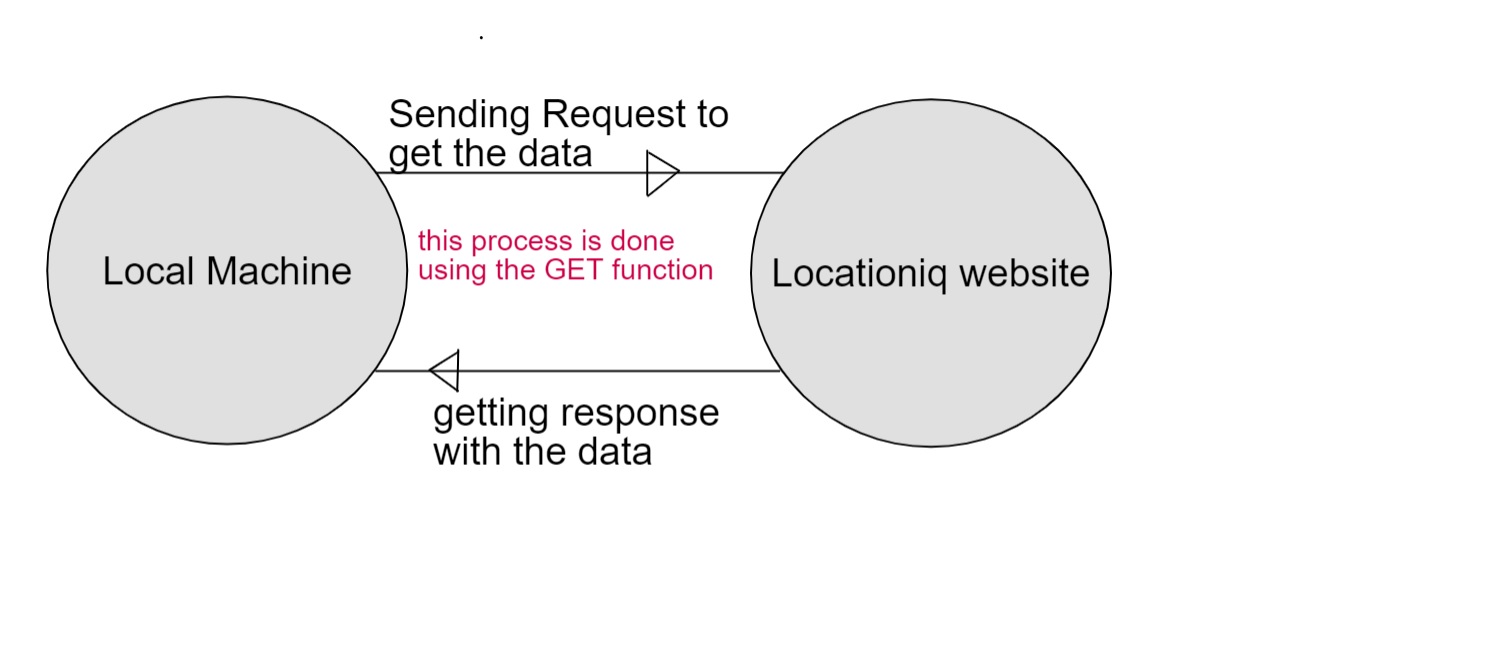 Sending Request to
get the data
this process is done
using the GET function
Local Machine
Locationiq website
getting response
with the data